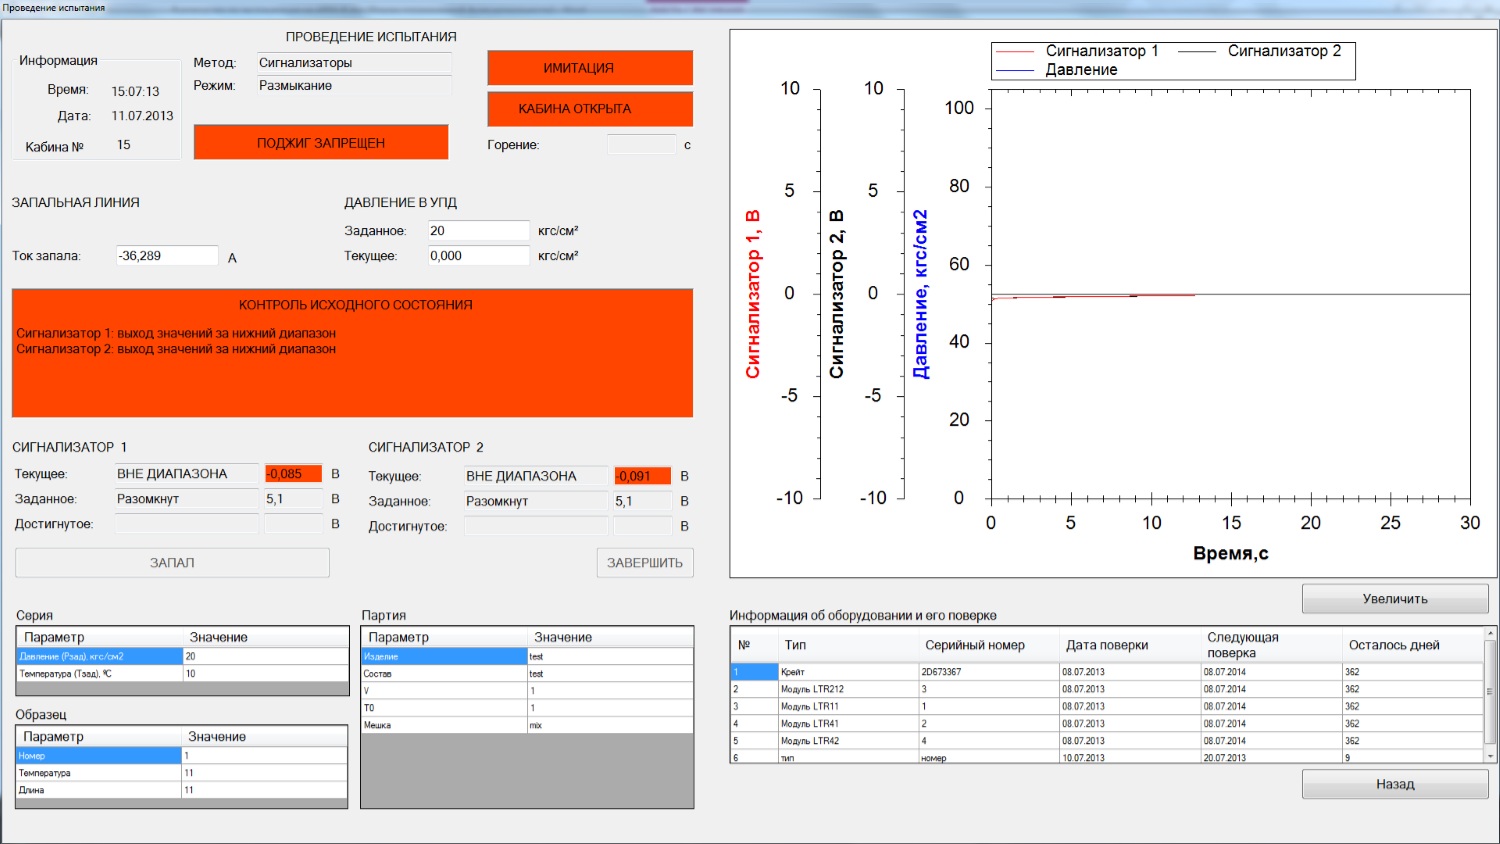 Проведение испытания
ПРОВЕДЕНИЕ ИСПЫТАНИЯ
Информация
Время: 15:07:13
Дата: 11.07.2013
Кабина № 15
Метод: Сигнализаторы
Режим: Размыкание
ПОДЖИГ ЗАПРЕЩЕН
ИМИТАЦИЯ
КАБИНА ОТКРЫТА
Горение: с
ЗАПАЛЬНАЯ ЛИНИЯ
Ток запала: -36,289 А
ДАВЛЕНИЕ В УПД
Заданное: 20 кгс/см²
Текущее: 0,000 кгс/см²
КОНТРОЛЬ ИСХОДНОГО СОСТОЯНИЯ
Сигнализатор 1: выход значений за нижний диапазон
Сигнализатор 2: выход значений за нижний диапазон
СИГНАЛИЗАТОР 1
Текущее: ВНЕ ДИАПАЗОНА -0,085 В
Заданное: Разомкнут 5,1 В
Достигнутое: В
СИГНАЛИЗАТОР 2
Текущее: ВНЕ ДИАПАЗОНА -0,091 В
Заданное: Разомкнут 5,1 В
Достигнутое: В
ЗАПАЛ
ЗАВЕРШИТЬ
Серия
Параметр Значение
Давление (Рзад), кгс/см2 20
Температура (Тзад), ºC 10
Образец
Параметр Значение
Номер 1
Температура 11
Длина 11
Партия
Параметр Значение
Изделие test
Состав test
V 1
T0 1
Мешка mix
Сигнализатор 1 Сигнализатор 2
Давление
Сигнализатор 1, В
10
5
0
-5
-10
Сигнализатор 2, В
10
5
0
-5
-10
Давление, кгс/см2
100
80
60
40
20
0
0 5 10 15 20 25 30
Время,с
Увеличить
Информация об оборудовании и его поверке
№ Тип Серийный номер Дата поверки Следующая поверка Осталось дней
1 Крейт 2D673367 08.07.2013 08.07.2014 362
2 Модуль LTR212 3 08.07.2013 08.07.2014 362
3 Модуль LTR11 1 08.07.2013 08.07.2014 362
4 Модуль LTR41 2 08.07.2013 08.07.2014 362
5 Модуль LTR42 4 08.07.2013 08.07.2014 362
6 тип номер 10.07.2013 20.07.2013 9
Назад